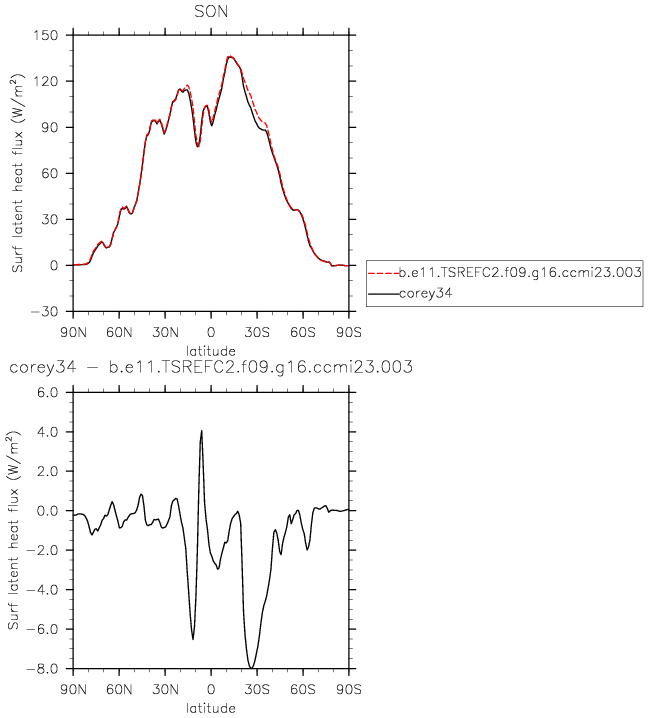 SON
150
120
90
60
30
0
−30
Surf latent heat flux (W/m²)
90N 60N 30N 0 30S 60S 90S
latitude
b.e11.TSREFC2.f09.g16.ccmi23.003
corey34
corey34 − b.e11.TSREFC2.f09.g16.ccmi23.003
6.0
4.0
2.0
0.0
−2.0
−4.0
−6.0
−8.0
Surf latent heat flux (W/m²)
90N 60N 30N 0 30S 60S 90S
latitude